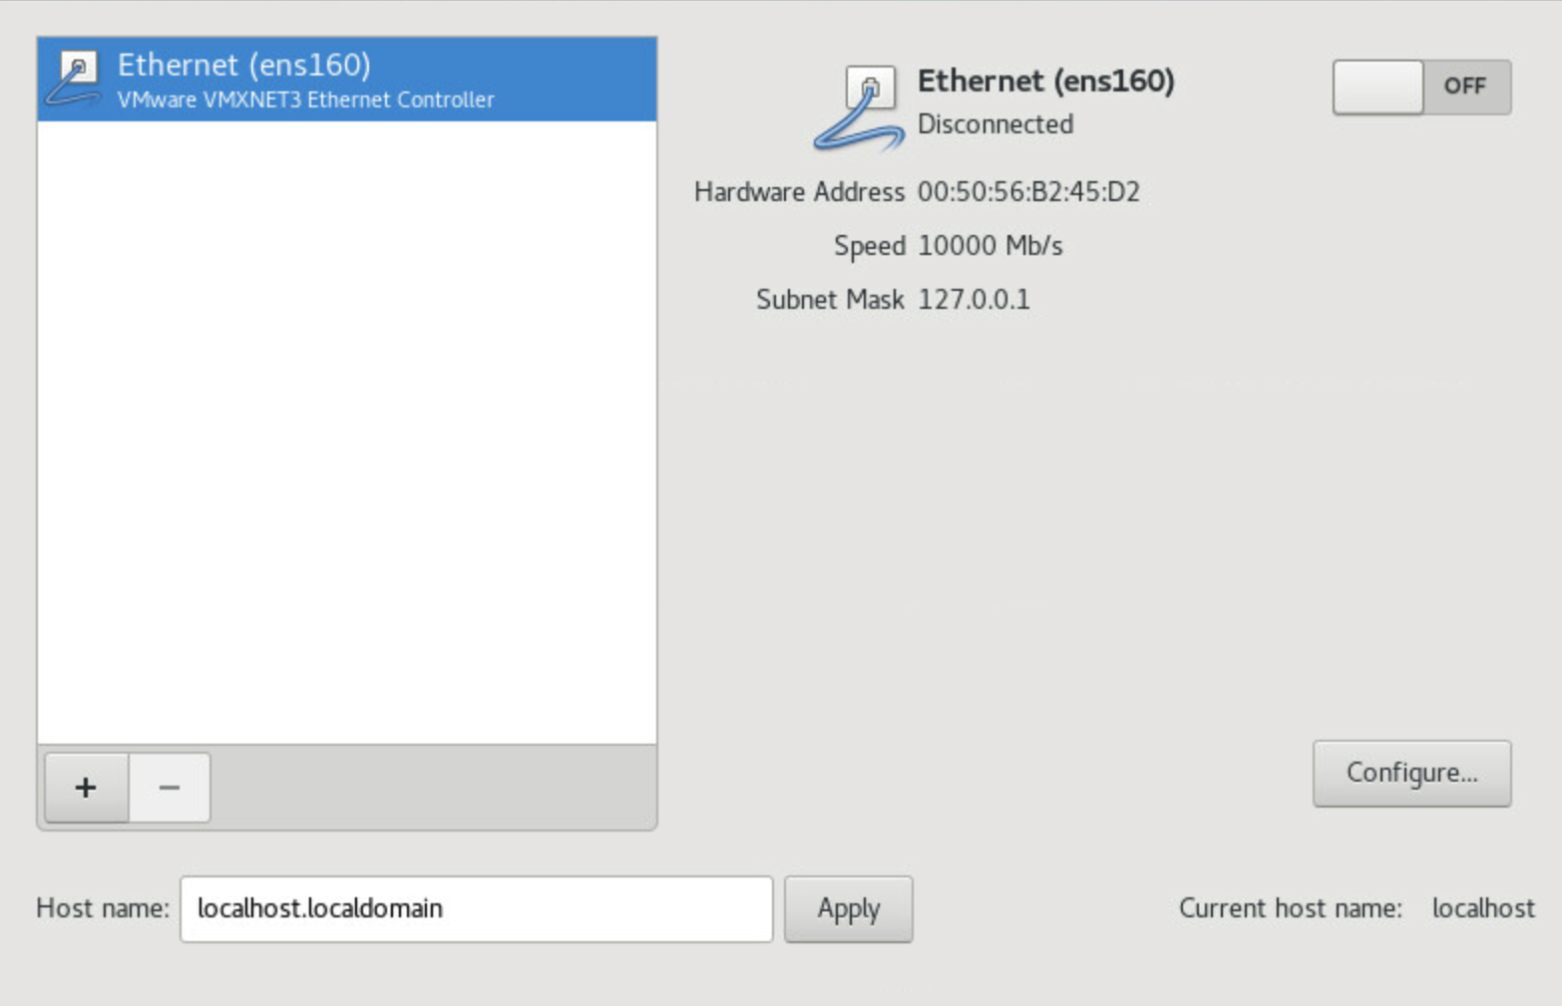 Ethernet (ens160)
VMware VMXNET3 Ethernet Controller
Ethernet (ens160)
Disconnected
OFF
Hardware Address 00:50:56:B2:45:D2
Speed 10000 Mb/s
Subnet Mask 127.0.0.1
+ −
Configure...
Host name: localhost.localdomain Apply
Current host name: localhost